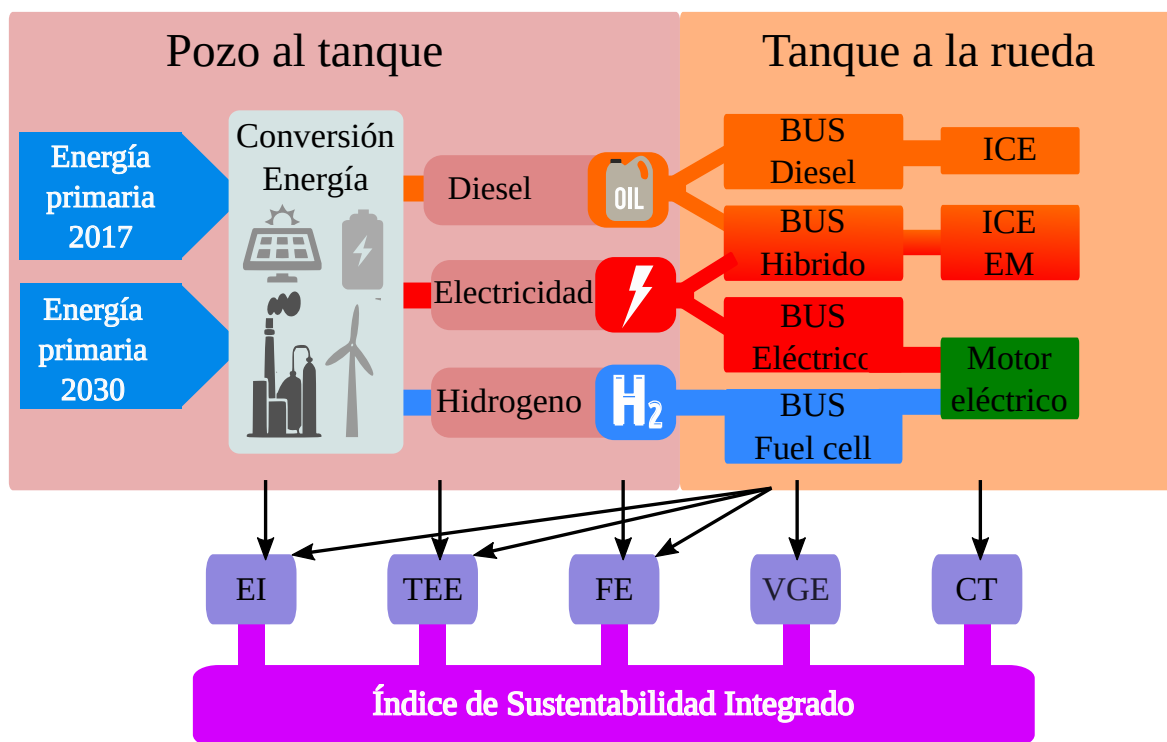 Pozo al tanque
Tanque a la rueda
Energía
primaria
2017
Energía
primaria
2030
Conversión
Energía
Diesel
OIL
Electricidad
Hidrogeno
H2
BUS
Diesel
ICE
BUS
Hibrido
ICE
EM
BUS
Eléctrico
Motor
eléctrico
BUS
Fuel cell
EI
TEE
FE
VGE
CT
Índice de Sustentabilidad Integrado